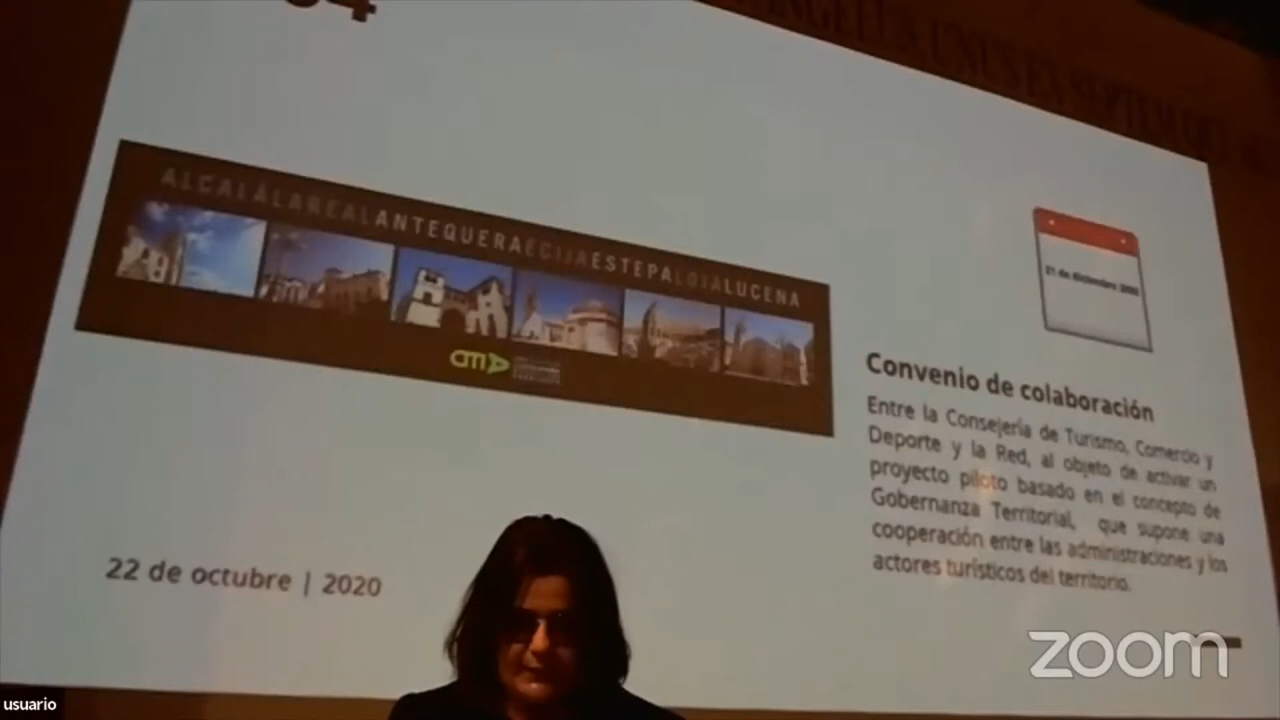 04
ALCALÁLAREALANTEQUERAÉCIJAESTEPALOJALUCENA
CMA
Convenio de colaboración
Entre la Consejería de Turismo, Comercio y
Deporte y la Red, al objeto de activar un
proyecto piloto basado en el concepto de
Gobernanza Territorial, que supone una
cooperación entre las administraciones y los
actores turísticos del territorio.
22 de octubre | 2020
zoom
usuario